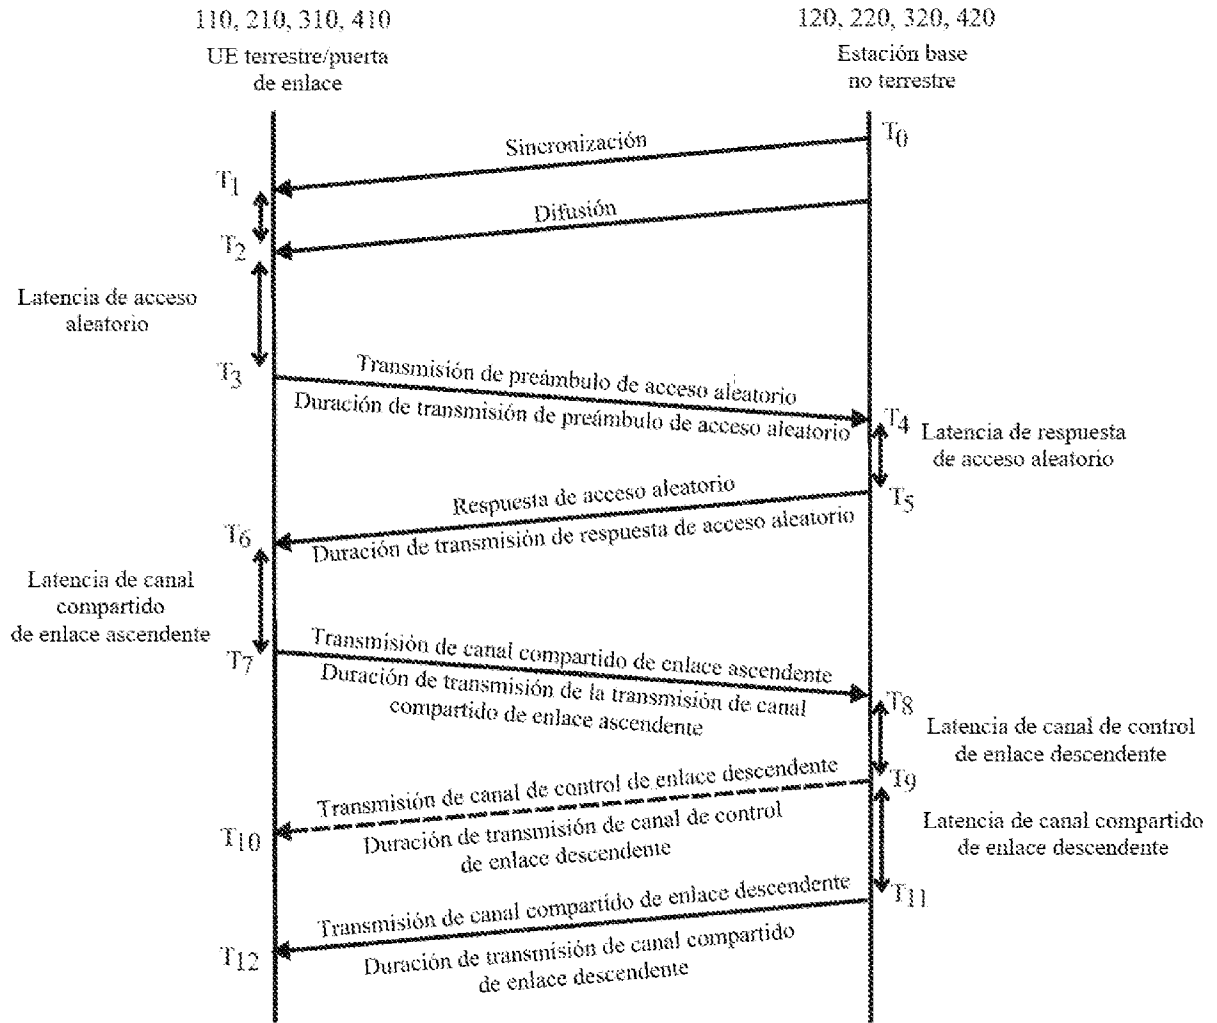 110, 210, 310, 410
UE terrestre/puerta
de enlace
120, 220, 320, 420
Estación base
no terrestre
T0
Sincronización
T1
Difusión
T2
Latencia de acceso
aleatorio
T3
Transmisión de preámbulo de acceso aleatorio
Duración de transmisión de preámbulo de acceso aleatorio
T4
Latencia de respuesta
de acceso aleatorio
T5
Respuesta de acceso aleatorio
Duración de transmisión de respuesta de acceso aleatorio
T6
Latencia de canal
compartido
de enlace ascendente
T7
Transmisión de canal compartido de enlace ascendente
Duración de transmisión de la transmisión de canal
compartido de enlace ascendente
T8
Latencia de canal de control
de enlace descendente
T9
Transmisión de canal de control de enlace descendente
Duración de transmisión de canal de control
de enlace descendente
T10
Latencia de canal compartido
de enlace descendente
T11
Transmisión de canal compartido de enlace descendente
Duración de transmisión de canal compartido
de enlace descendente
T12